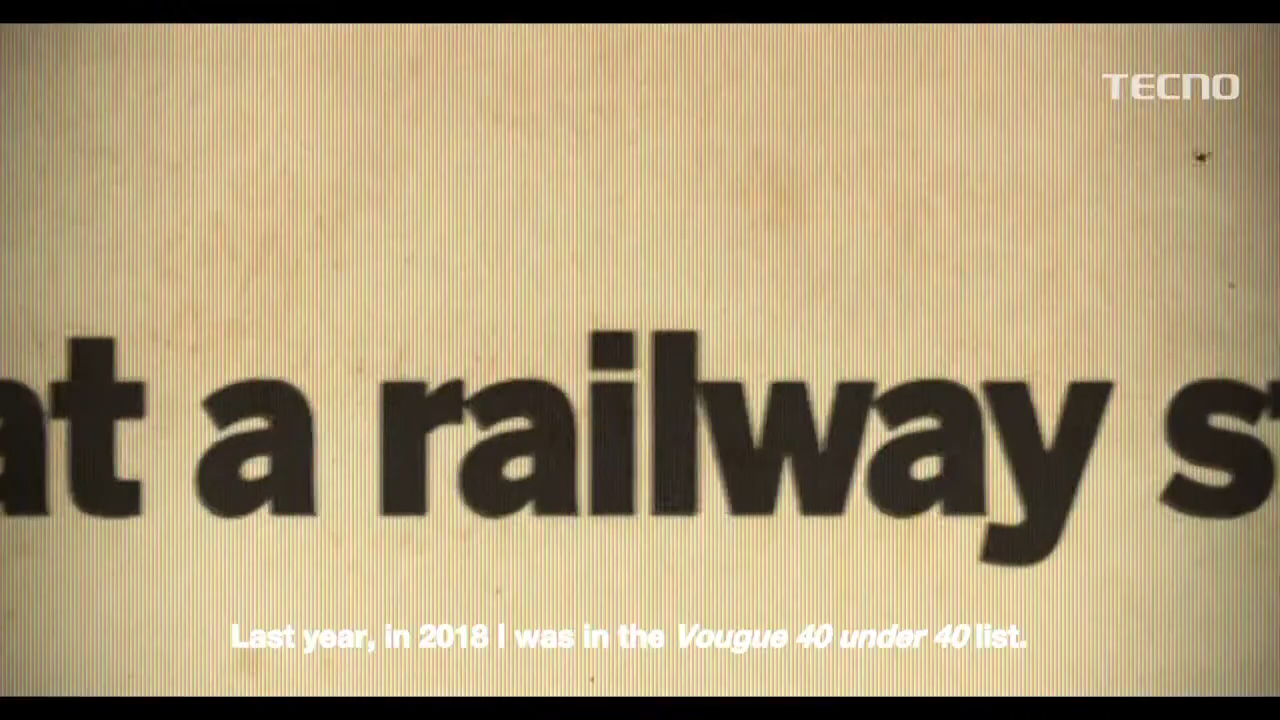 TECNO
at a railway s
Last year, in 2018 I was in the Vougue 40 under 40 list.